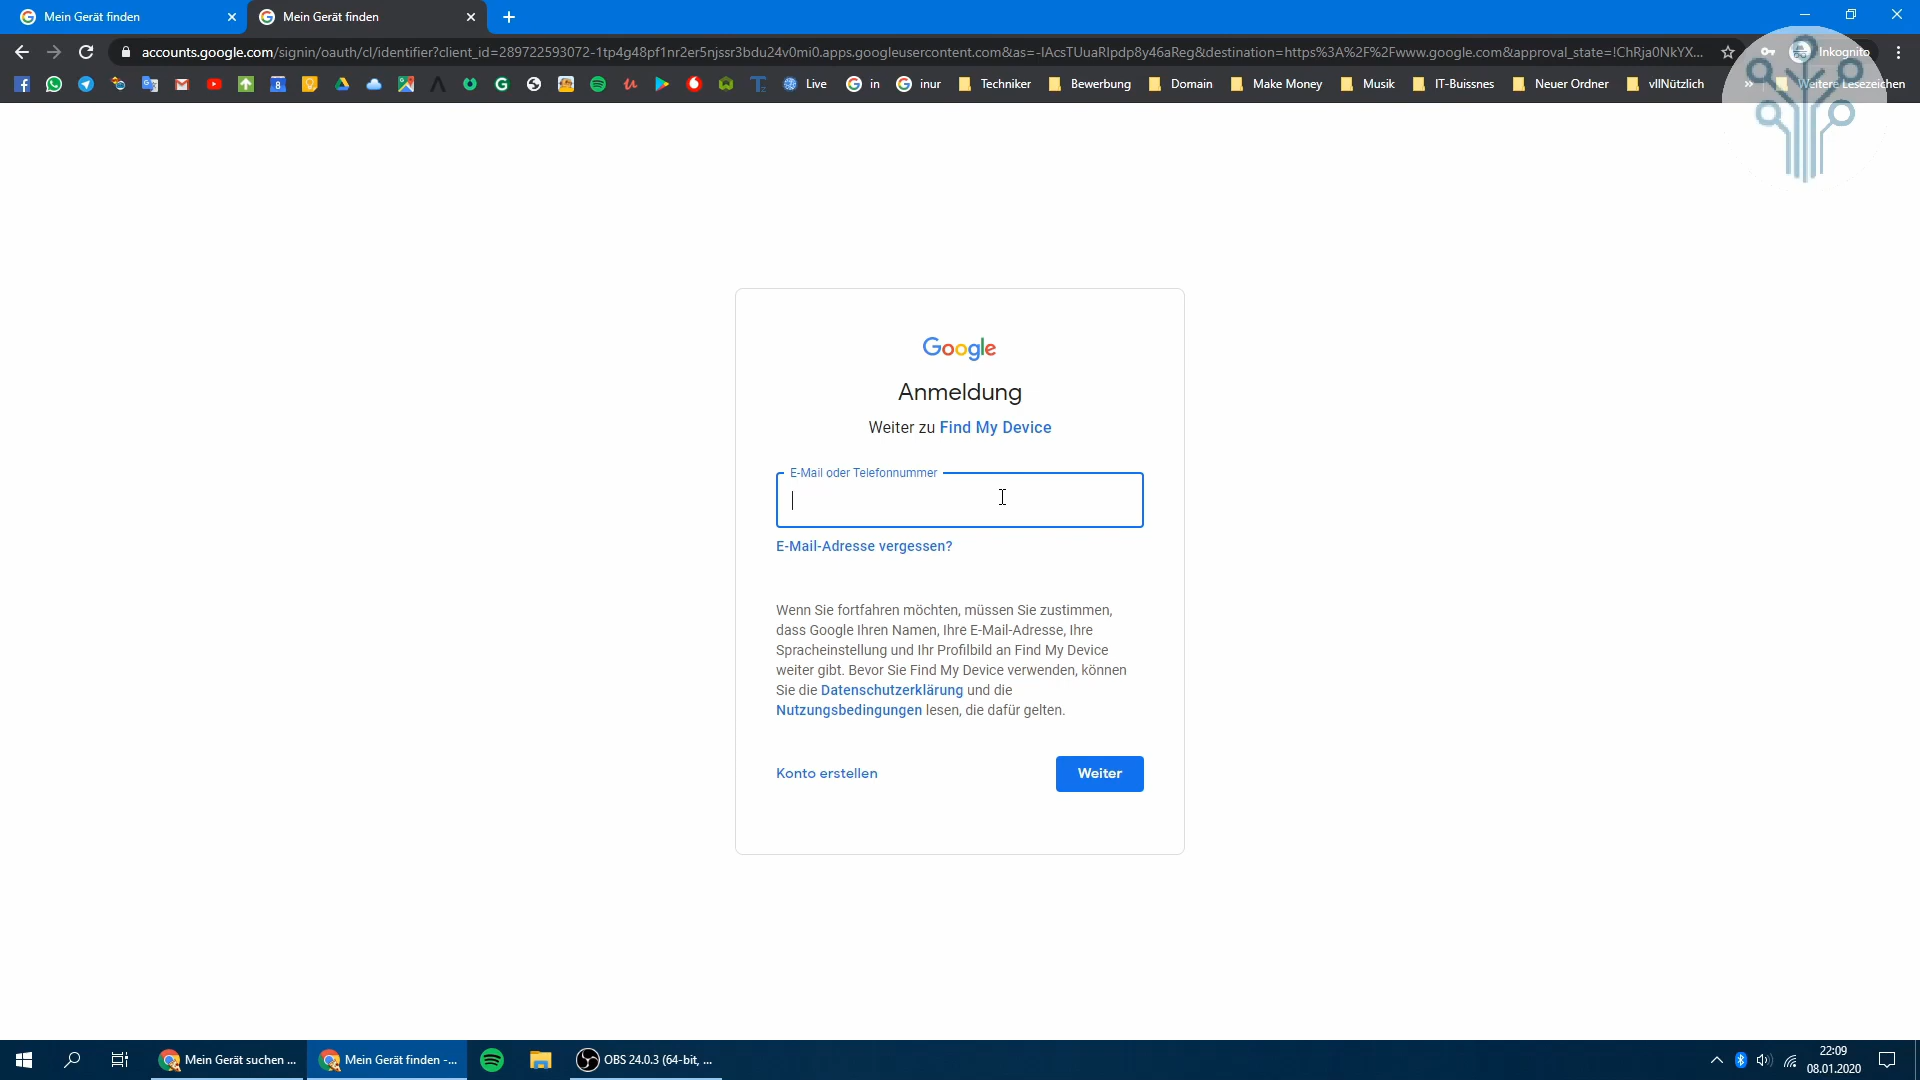 Mein Gerät finden
Mein Gerät finden
accounts.google.com/signin/oauth/cl/identifier?client_id=289722593072-1tp4g48pf1nr2er5njssr3bdu24v0mi0.apps.googleusercontent.com&as=-IAcsTUuaRIpdp8y46aReg&destination=https%3A%2F%2Fwww.google.com&approval_state=!ChRja0NkYX...
Inkognito
Live in inur Techniker Bewerbung Domain Make Money Musik IT-Buissnes Neuer Ordner vllNützlich » Weitere Lesezeichen
Google
Anmeldung
Weiter zu Find My Device
E-Mail oder Telefonnummer
E-Mail-Adresse vergessen?
Wenn Sie fortfahren möchten, müssen Sie zustimmen,
dass Google Ihren Namen, Ihre E-Mail-Adresse, Ihre
Spracheinstellung und Ihr Profilbild an Find My Device
weiter gibt. Bevor Sie Find My Device verwenden, können
Sie die Datenschutzerklärung und die
Nutzungsbedingungen lesen, die dafür gelten.
Konto erstellen
Weiter
Mein Gerät suchen ...
Mein Gerät finden -...
OBS 24.0.3 (64-bit, ...
22:09
08.01.2020